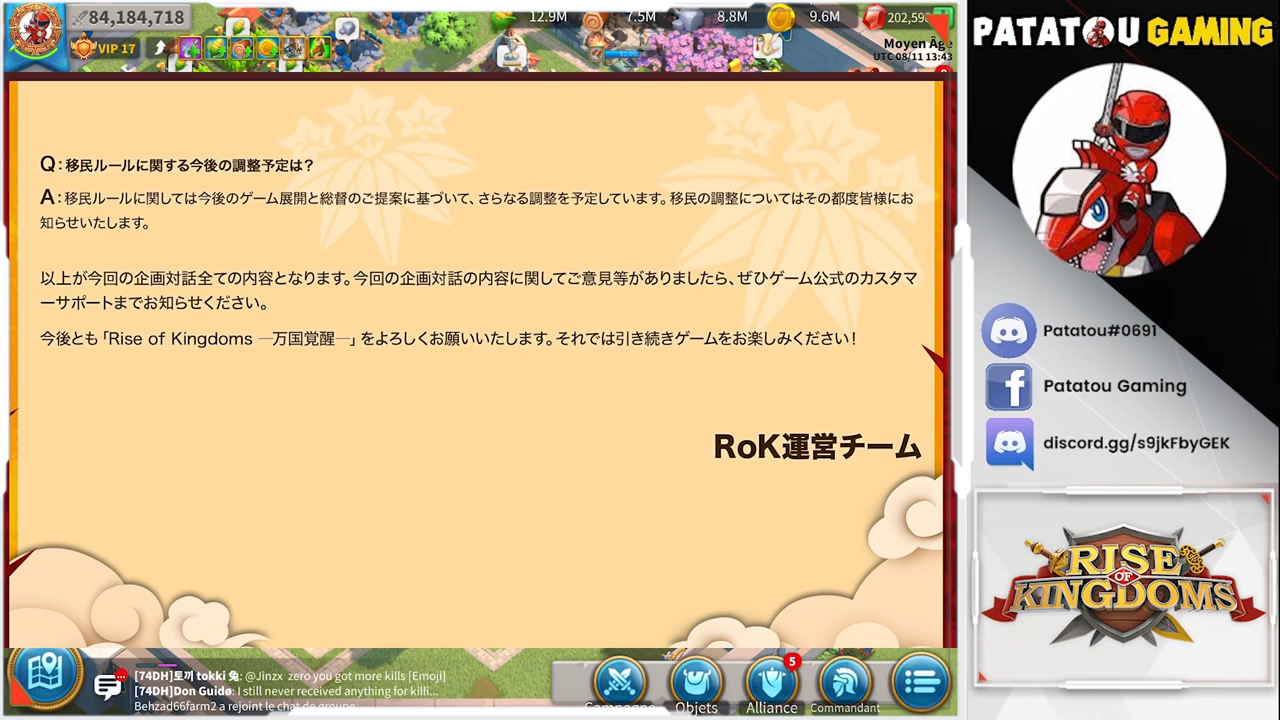 84,184,718
12.9M
7.5M
8.8M
9.6M
VIP 17
Moyen Âge
UTC 08/11 13:43
Q:移民ルールに関する今後の調整予定は?
A:移民ルールに関しては今後のゲーム展開と総督のご提案に基づいて、さらなる調整を予定しています。移民の調整についてはその都度皆様にお
知らせいたします。
以上が今回の企画対話全ての内容となります。今回の企画対話の内容に関してご意見等がありましたら、ぜひゲーム公式のカスタマ
ーサポートまでお知らせください。
今後とも「Rise of Kingdoms ―万国覚醒―」をよろしくお願いいたします。それでは引き続きゲームをお楽しみください!
RoK運営チーム
[74DH]토끼 tokki 兔: @Jinzx zero you got more kills [Emoji]
[74DH]Don Guidø: I still never received anything for killi...
Behzad66farm2 a rejoint le chat de groupe
5
Campagne
Objets
Alliance
Commandant
PATATOU GAMING
Patatou#0691
Patatou Gaming
discord.gg/s9jkFbyGEK
RISE
OF
KINGDOMS